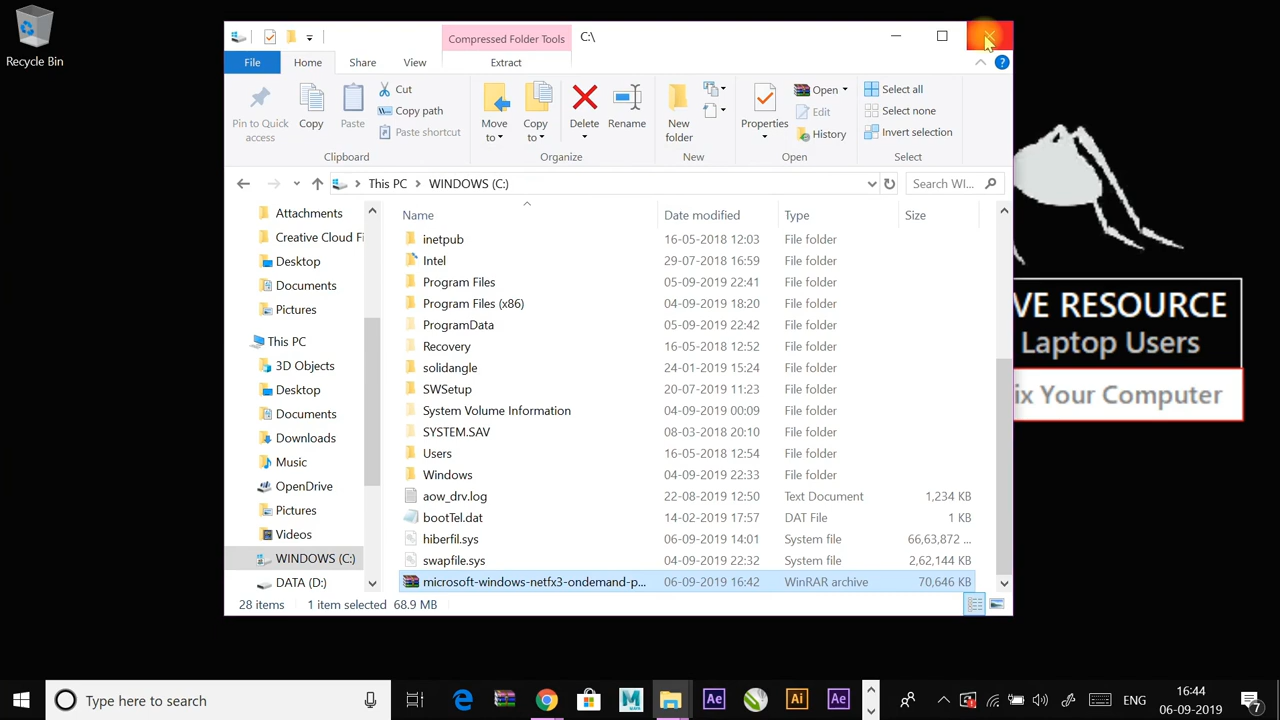 Recycle Bin
Compressed Folder Tools
C:\
File
Home
Share
View
Extract
Pin to Quick access
Copy
Paste
Cut
Copy path
Paste shortcut
Clipboard
Move to
Copy to
Delete
Rename
Organize
New folder
New
Properties
Open
Edit
History
Open
Select all
Select none
Invert selection
Select
This PC
WINDOWS (C:)
Search WI...
Attachments
Creative Cloud Fi
Desktop
Documents
Pictures
This PC
3D Objects
Desktop
Documents
Downloads
Music
OpenDrive
Pictures
Videos
WINDOWS (C:)
DATA (D:)
Name Date modified Type Size
inetpub 16-05-2018 12:03 File folder
Intel 29-07-2018 16:59 File folder
Program Files 05-09-2019 22:41 File folder
Program Files (x86) 04-09-2019 18:20 File folder
ProgramData 05-09-2019 22:42 File folder
Recovery 16-05-2018 12:52 File folder
solidangle 24-01-2019 15:24 File folder
SWSetup 20-07-2019 11:23 File folder
System Volume Information 04-09-2019 00:09 File folder
SYSTEM.SAV 08-03-2018 20:10 File folder
Users 16-05-2018 12:54 File folder
Windows 04-09-2019 22:33 File folder
aow_drv.log 22-08-2019 12:50 Text Document 1,234 KB
bootTel.dat 14-02-2019 17:57 DAT File 1 KB
hiberfil.sys 06-09-2019 14:01 System file 66,63,872 ...
swapfile.sys 04-09-2019 22:32 System file 2,62,144 KB
microsoft-windows-netfx3-ondemand-p... 06-09-2019 16:42 WinRAR archive 70,646 KB
28 items 1 item selected 68.9 MB
VE RESOURCE
Laptop Users
ix Your Computer
Type here to search
Ae
Ai
Ae
ENG
16:44
06-09-2019
7